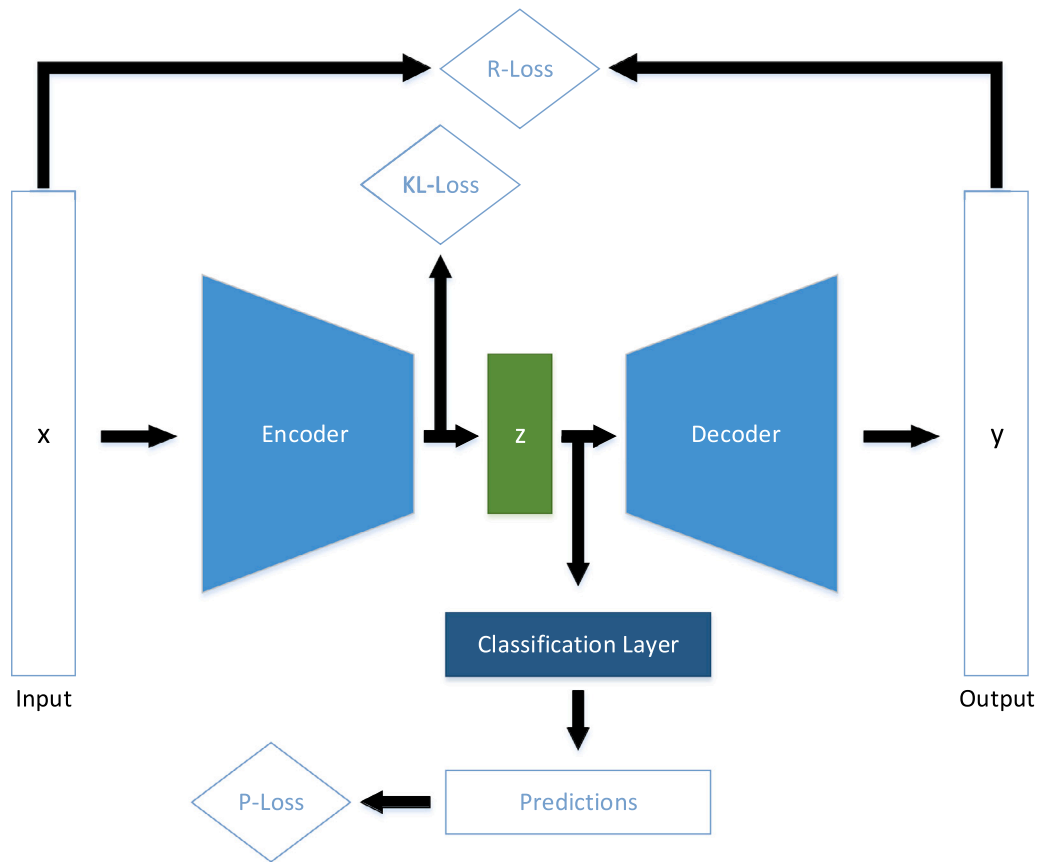 R-Loss
KL-Loss
x
Encoder
z
Decoder
y
Classification Layer
Input
Output
P-Loss
Predictions